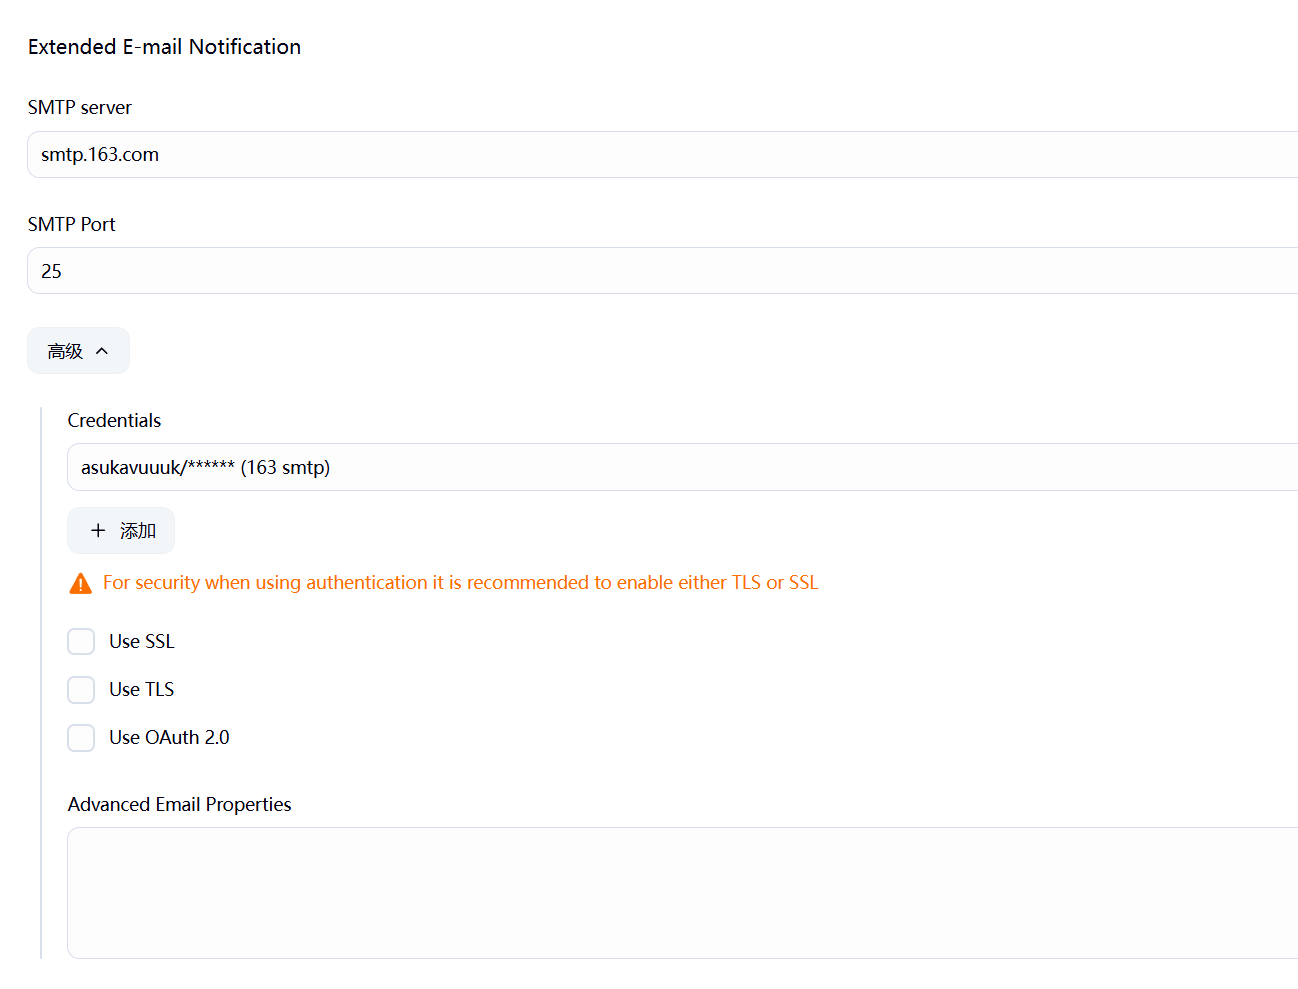 Extended E-mail Notification
SMTP server
smtp.163.com
SMTP Port
25
高级
Credentials
asukavuuuk/****** (163 smtp)
添加
For security when using authentication it is recommended to enable either TLS or SSL
Use SSL
Use TLS
Use OAuth 2.0
Advanced Email Properties